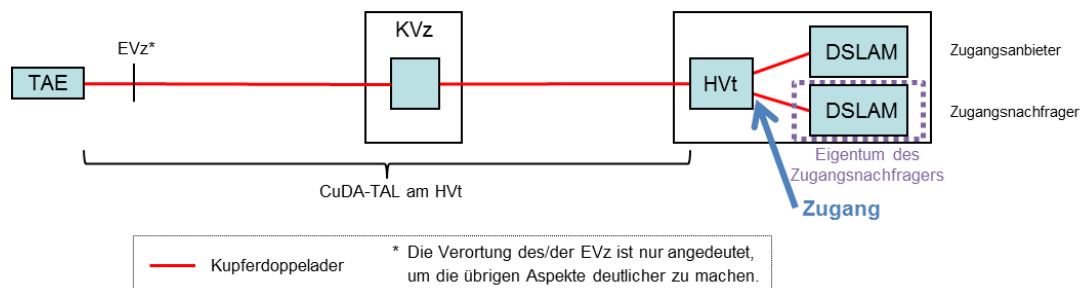 KVz
EVz*
TAE
HVt
DSLAM
Zugangsanbieter
DSLAM
Zugangsnachfrager
Eigentum des
Zugangsnachfragers
CuDA-TAL am HVt
Zugang
Kupferdoppelader
* Die Verortung des/der EVz ist nur angedeutet,
um die übrigen Aspekte deutlicher zu machen.